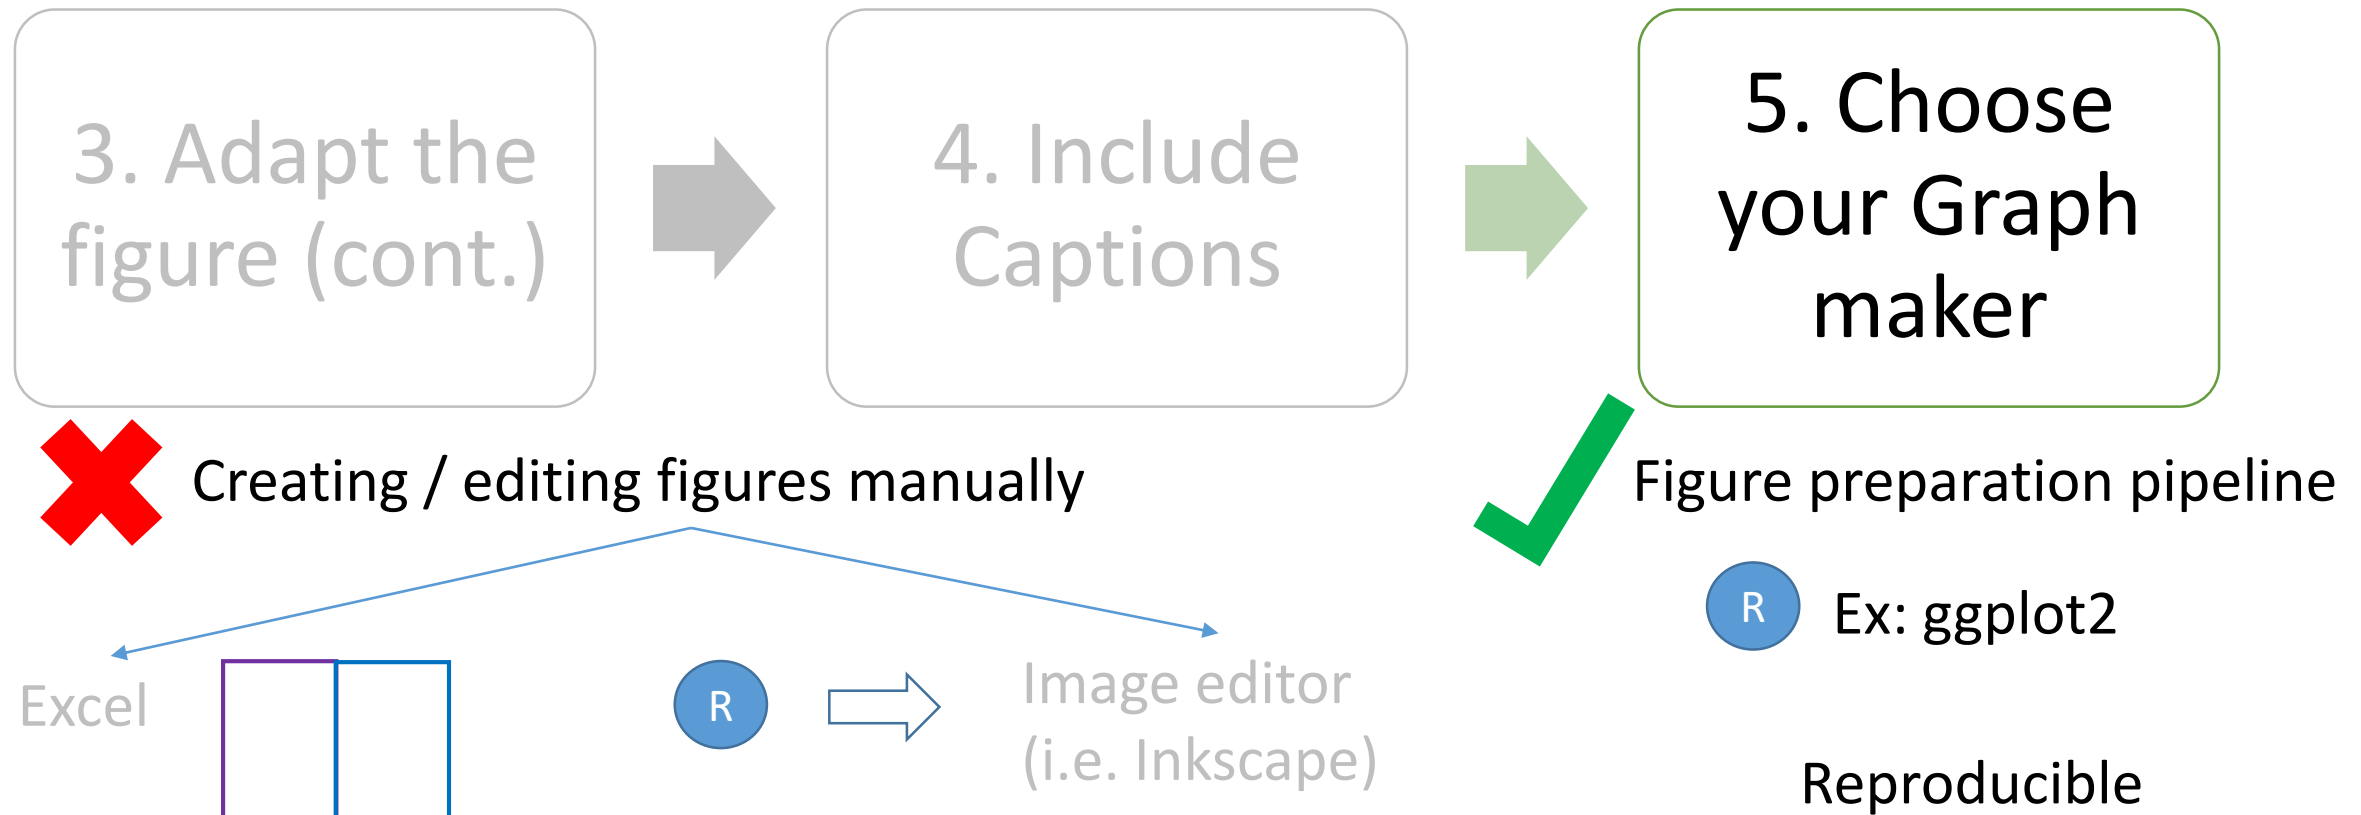 3. Adapt the
figure (cont.)
4. Include
Captions
5. Choose
your Graph
maker
Creating / editing figures manually
Figure preparation pipeline
R
Ex: ggplot2
Excel
R
Image editor
(i.e. Inkscape)
Reproducible